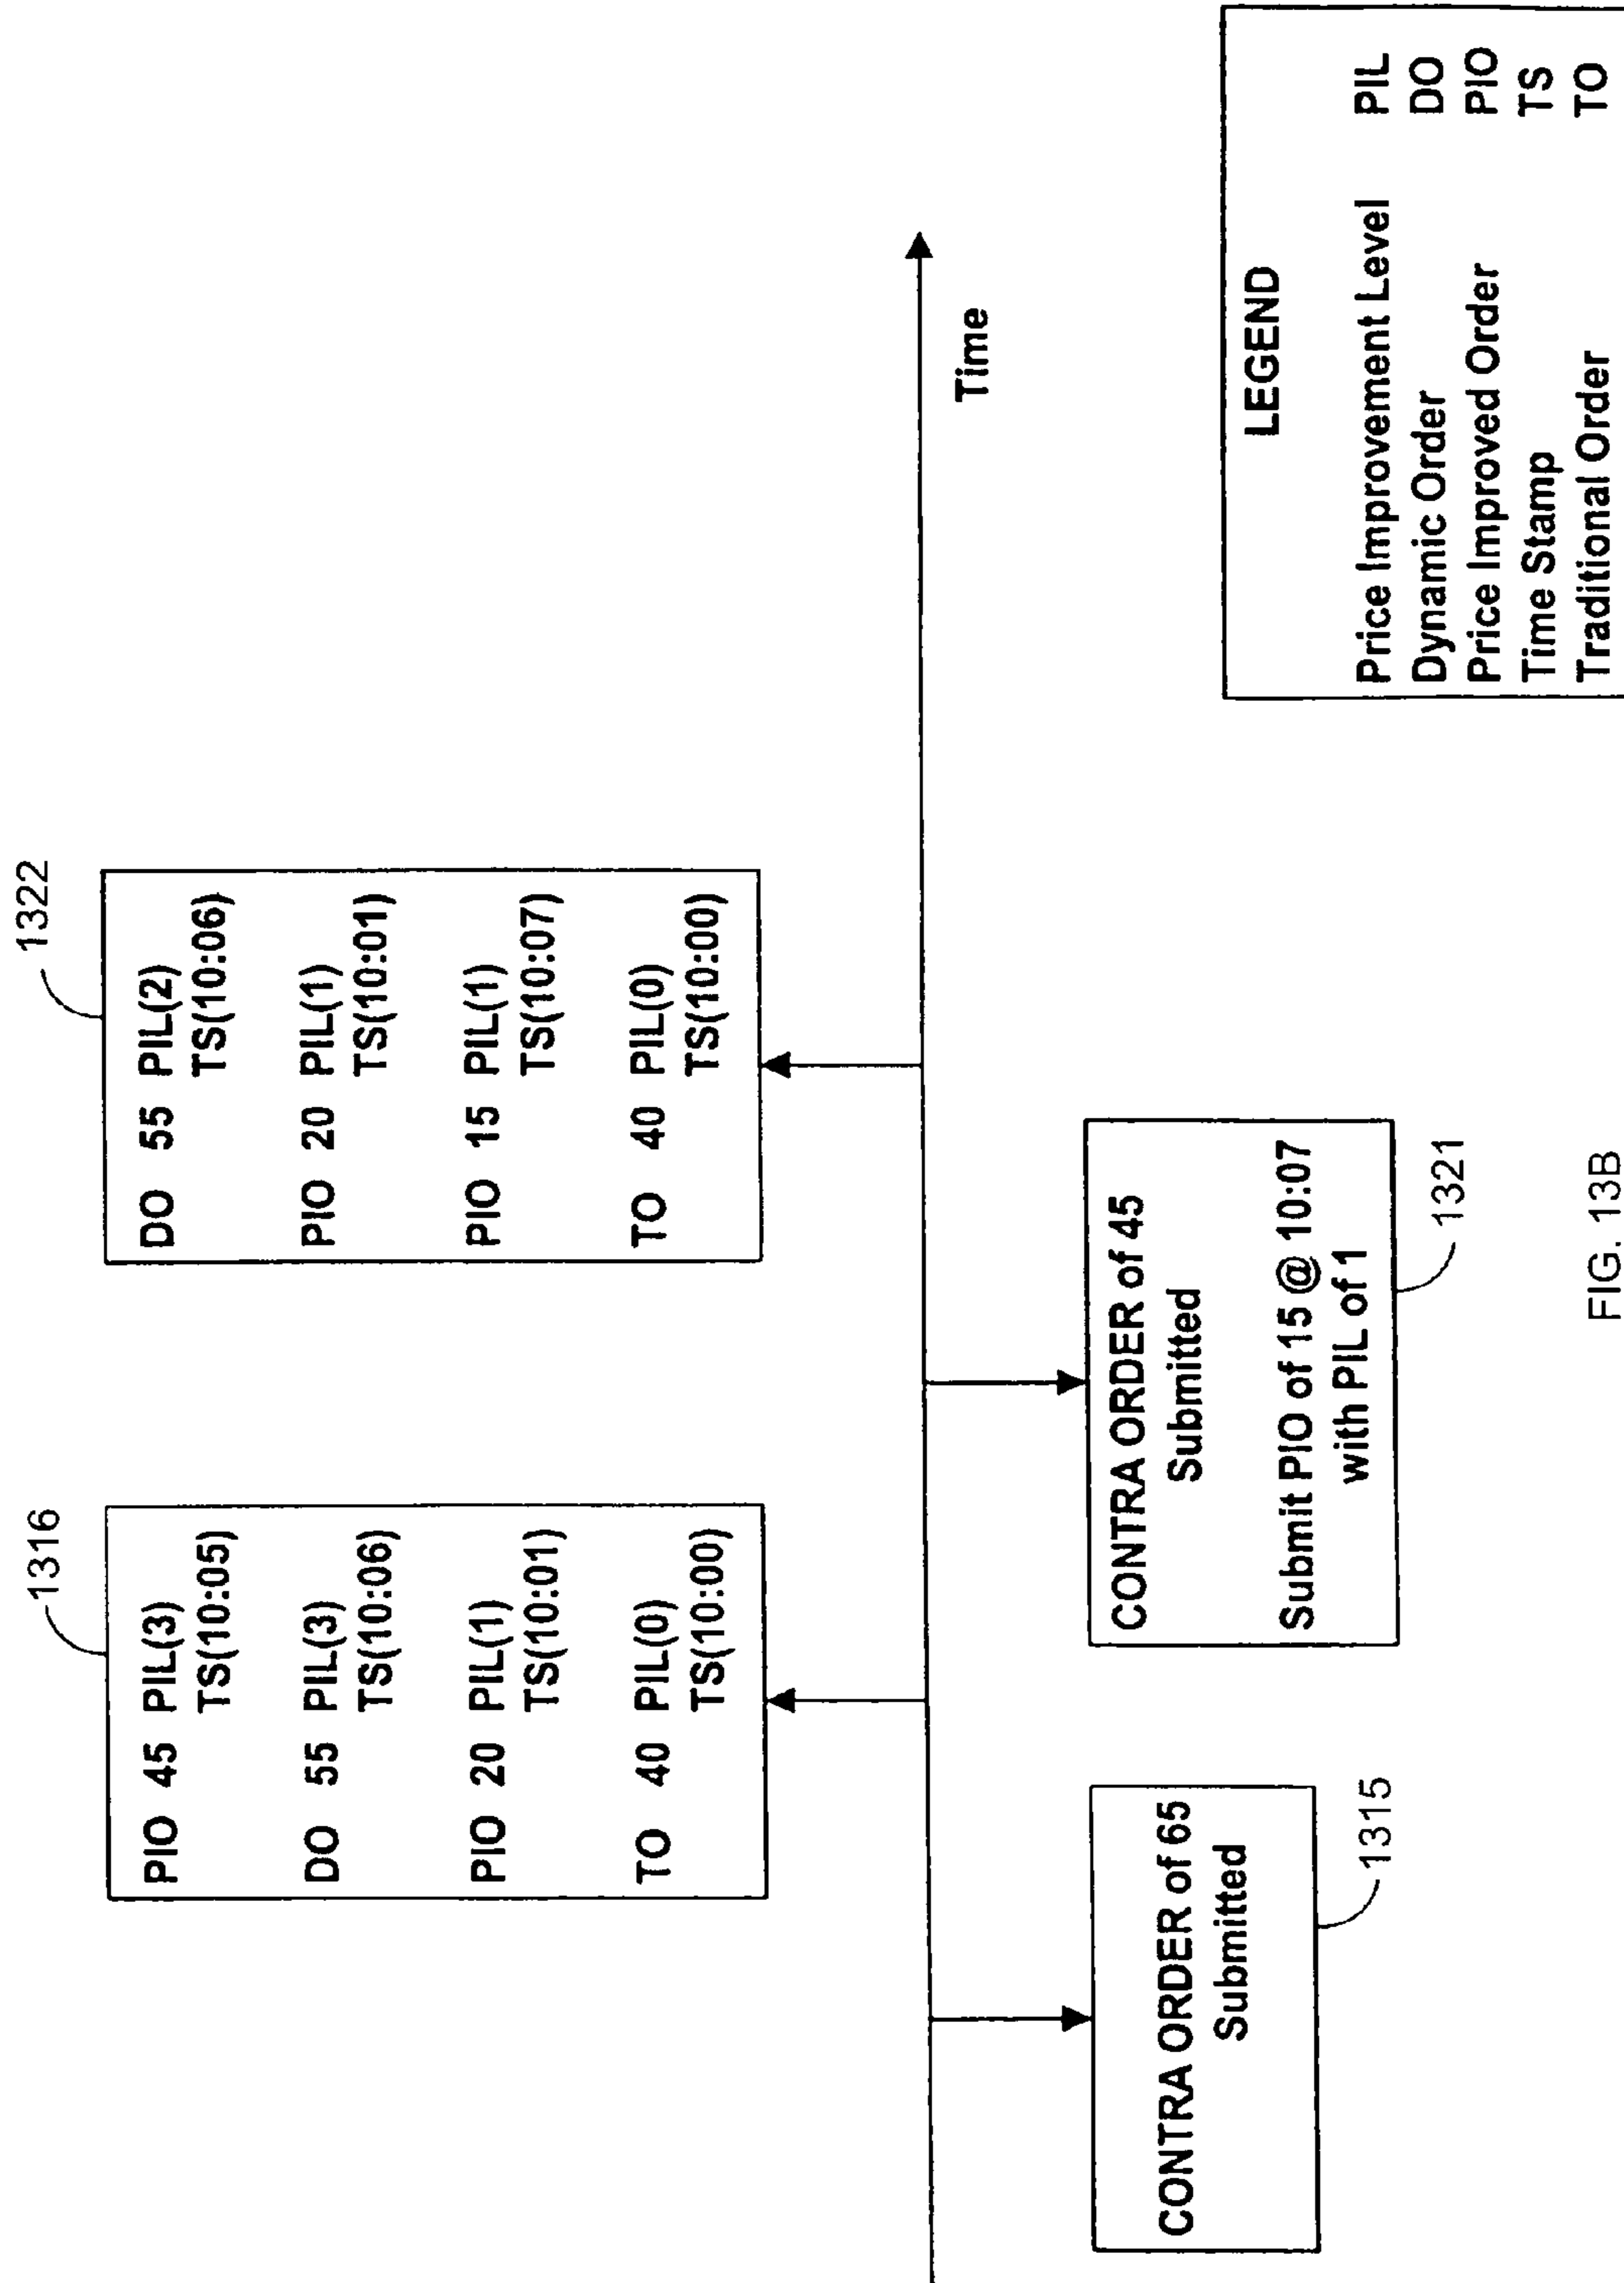 1316
PIO 45 PIL(3)
TS(10:05)
DO 55 PIL(3)
TS(10:06)
PIO 20 PIL(1)
TS(10:01)
TO 40 PIL(0)
TS(10:00)
1322
DO 55 PIL(2)
TS(10:06)
PIO 20 PIL(1)
TS(10:01)
PIO 15 PIL(1)
TS(10:07)
TO 40 PIL(0)
TS(10:00)
Time
CONTRA ORDER of 65
Submitted
1315
CONTRA ORDER of 45
Submitted
Submit PIO of 15 @ 10:07
with PIL of 1
1321
LEGEND
Price Improvement Level PIL
Dynamic Order DO
Price Improved Order PIO
Time Stamp TS
Traditional Order TO
FIG. 13B